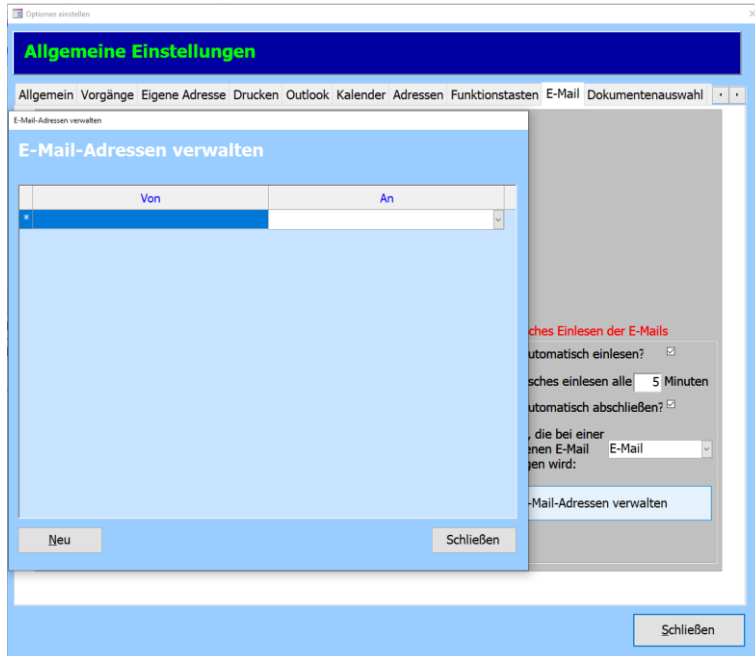 Optionen einstellen
Allgemeine Einstellungen
Allgemein Vorgänge Eigene Adresse Drucken Outlook Kalender Adressen Funktionstasten E-Mail Dokumentenauswahl
E-Mail-Adressen verwalten
E-Mail-Adressen verwalten
Von An
*
ches Einlesen der E-Mails
utomatisch einlesen?
sches einlesen alle 5 Minuten
utomatisch abschließen?
, die bei einer
enen E-Mail E-Mail
gen wird:
-Mail-Adressen verwalten
Neu Schließen
Schließen